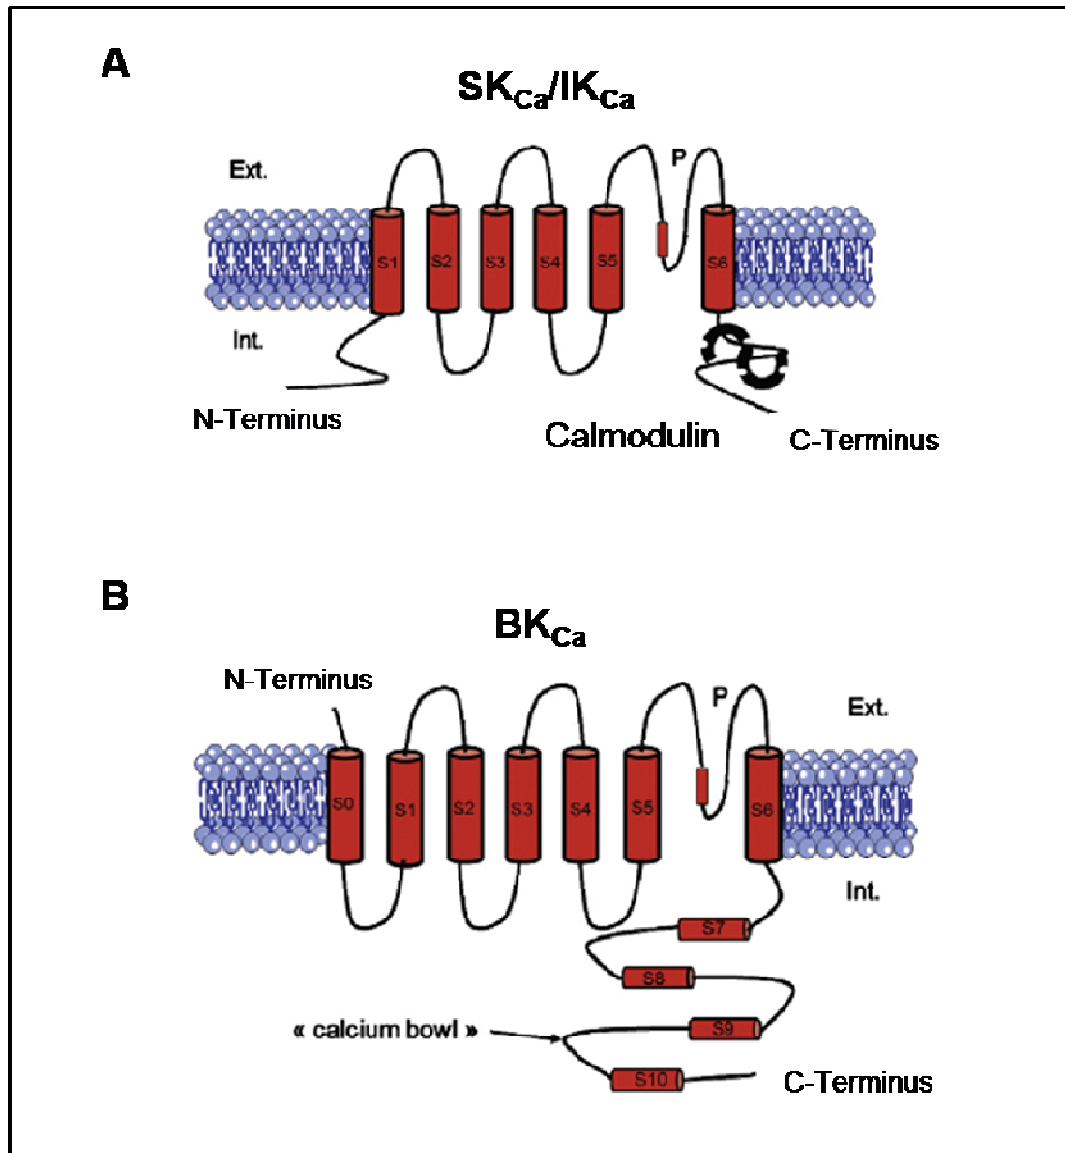 A
SKCa/IKCa
P
Ext.
S1 S2 S3 S4 S5 S6
Int.
N-Terminus
Calmodulin
C-Terminus
B
BKCa
N-Terminus
P
Ext.
S0 S1 S2 S3 S4 S5 S6
Int.
S7
S8
« calcium bowl »
S9
S10
C-Terminus